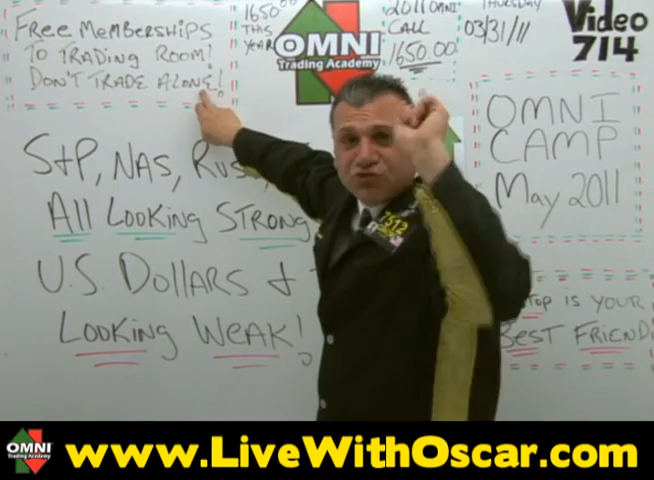 Free Memberships
To Trading Room!
Don't Trade Alone!
1650.00
This
Year
OMNI
Trading Academy
2011 OMNI
Call
1650.00
Thursday
03/31/11
Video
714
S+P, NAS, Rus
All Looking Strong
U.S. Dollars +
Looking Weak!
7512
OMNI
CAMP
May 2011
top is your
Best Friend
OMNI
Trading Academy
www.LiveWithOscar.com